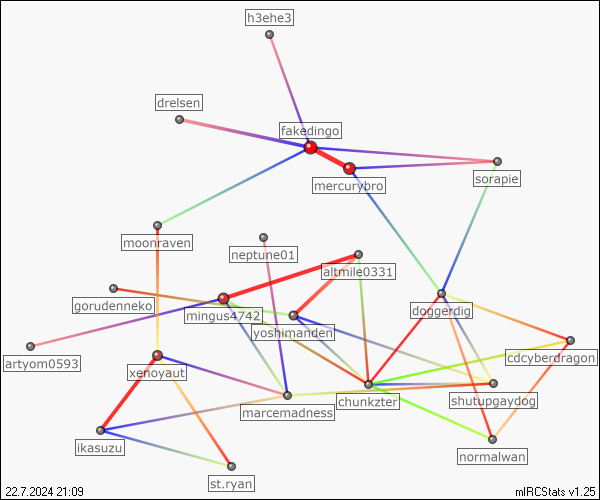 h3ehe3
drelsen
fakedingo
mercurybro
sorapie
moonraven
neptune01
altmile0331
gorudenneko
mingus4742
doggerdig
yoshimanden
artyom0593
cdcyberdragon
xenoyaut
chunkzter
shutupgaydog
marcemadness
ikasuzu
normalwan
st.ryan
22.7.2024 21:09
mIRCStats v1.25